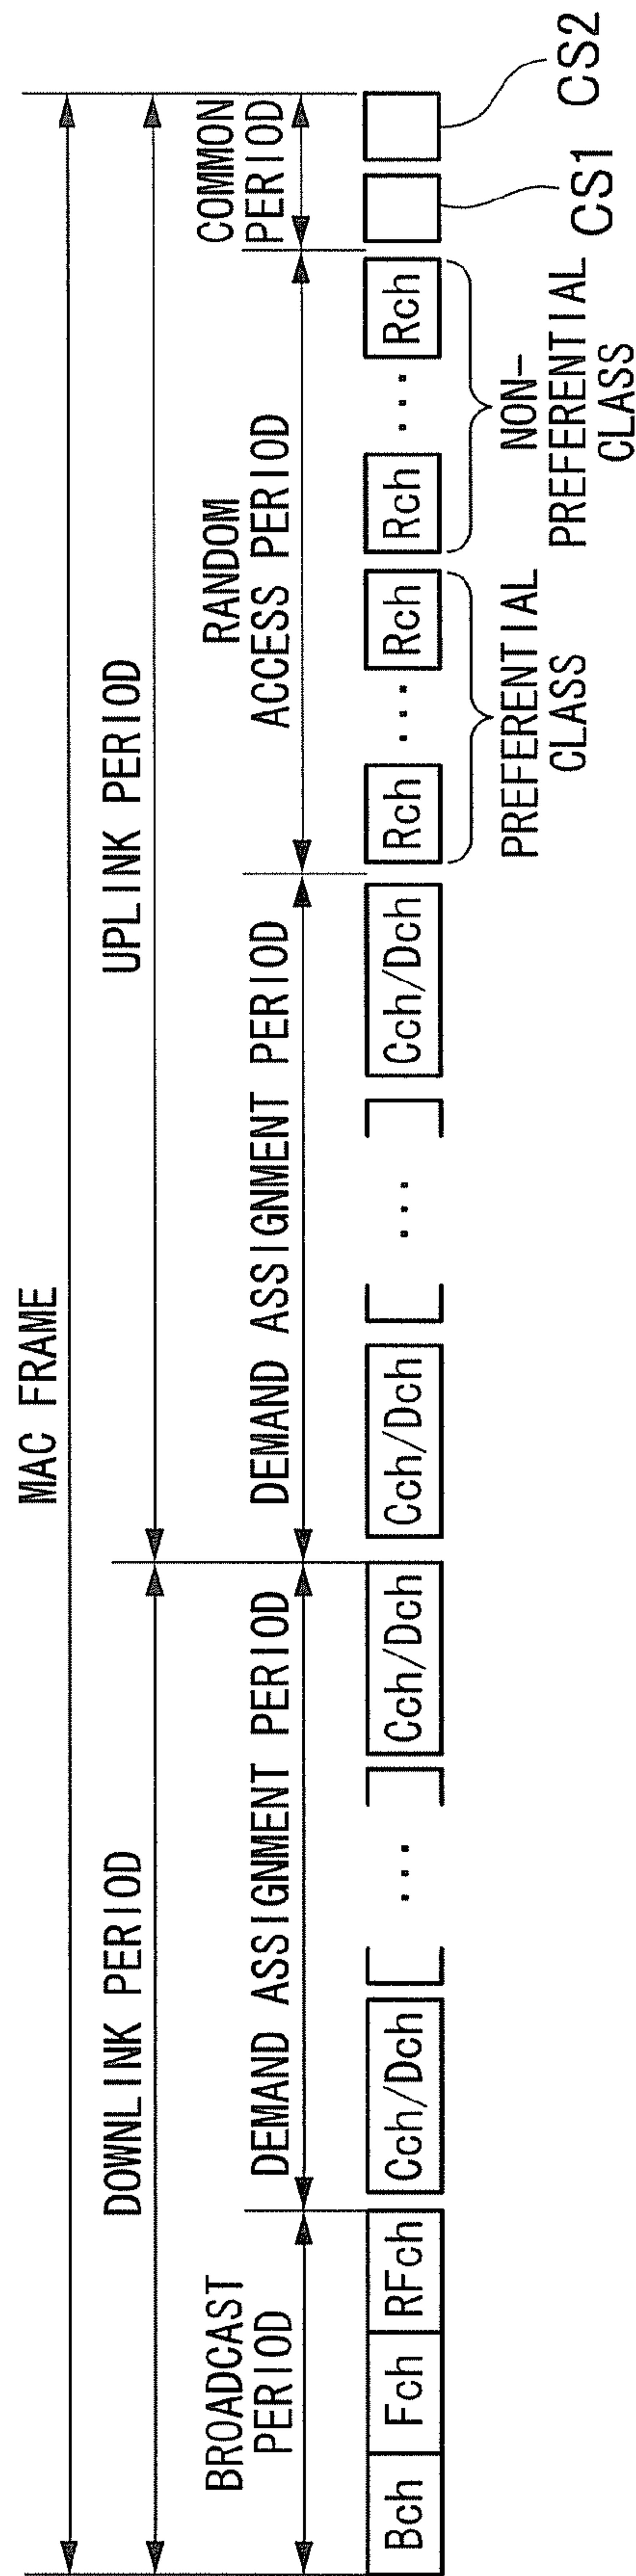 MAC FRAME
DOWNLINK PERIOD
UPLINK PERIOD
BROADCAST
PERIOD
DEMAND ASSIGNMENT PERIOD
DEMAND ASSIGNMENT PERIOD
RANDOM
ACCESS PERIOD
COMMON
PERIOD
Bch Fch RFch Cch/Dch ... Cch/Dch Cch/Dch ... Cch/Dch Rch ... Rch Rch ... Rch
PREFERENTIAL
CLASS
NON-
PREFERENTIAL
CLASS
CS1
CS2